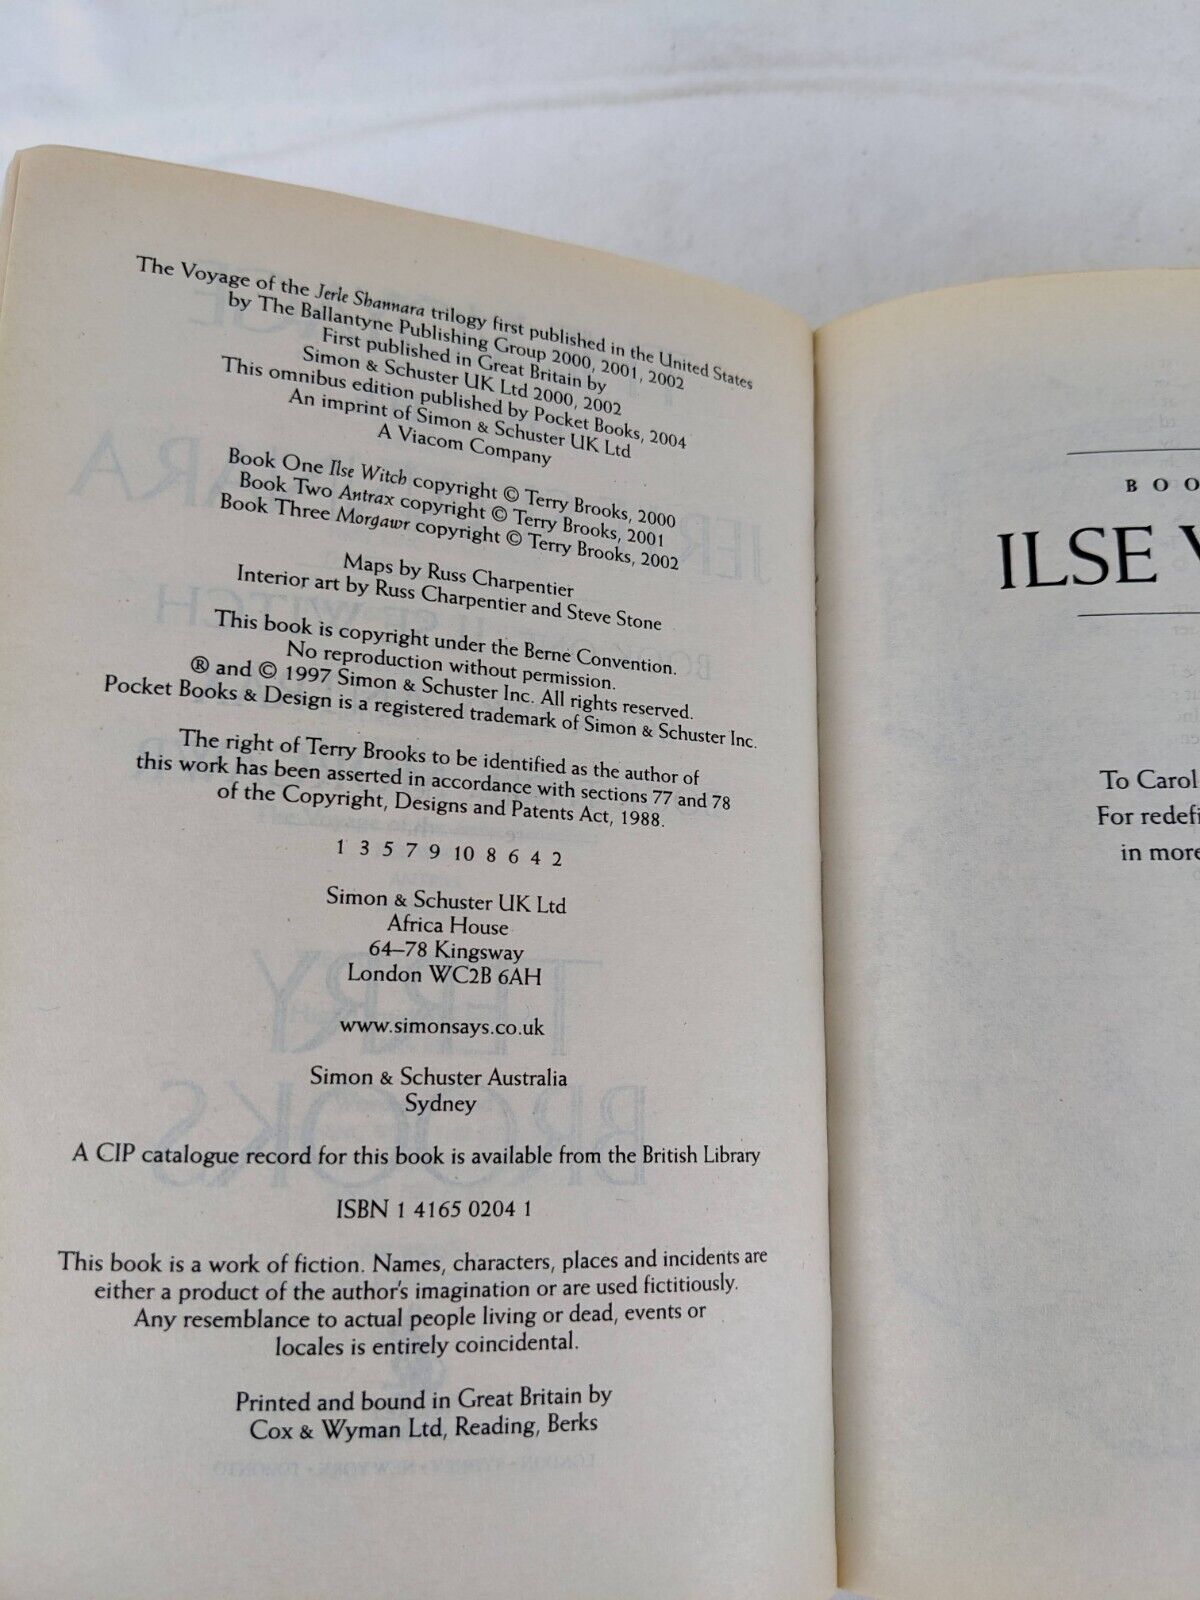 The Voyage of the Jerle Shannara trilogy first published in the United States
by The Ballantyne Publishing Group 2000, 2001, 2002
First published in Great Britain by
Simon & Schuster UK Ltd 2000, 2002
This omnibus edition published by Pocket Books, 2004
An imprint of Simon & Schuster UK Ltd
A Viacom Company
Book One Ilse Witch copyright © Terry Brooks, 2000
Book Two Antrax copyright © Terry Brooks, 2001
Book Three Morgawr copyright © Terry Brooks, 2002
Maps by Russ Charpentier
Interior art by Russ Charpentier and Steve Stone
This book is copyright under the Berne Convention.
No reproduction without permission.
® and © 1997 Simon & Schuster Inc. All rights reserved.
Pocket Books & Design is a registered trademark of Simon & Schuster Inc.
The right of Terry Brooks to be identified as the author of
this work has been asserted in accordance with sections 77 and 78
of the Copyright, Designs and Patents Act, 1988.
1 3 5 7 9 10 8 6 4 2
Simon & Schuster UK Ltd
Africa House
64–78 Kingsway
London WC2B 6AH
www.simonsays.co.uk
Simon & Schuster Australia
Sydney
A CIP catalogue record for this book is available from the British Library
ISBN 1 4165 0204 1
This book is a work of fiction. Names, characters, places and incidents are
either a product of the author's imagination or are used fictitiously.
Any resemblance to actual people living or dead, events or
locales is entirely coincidental.
Printed and bound in Great Britain by
Cox & Wyman Ltd, Reading, Berks
BOO
ILSE
To Carol
For redefi
in more